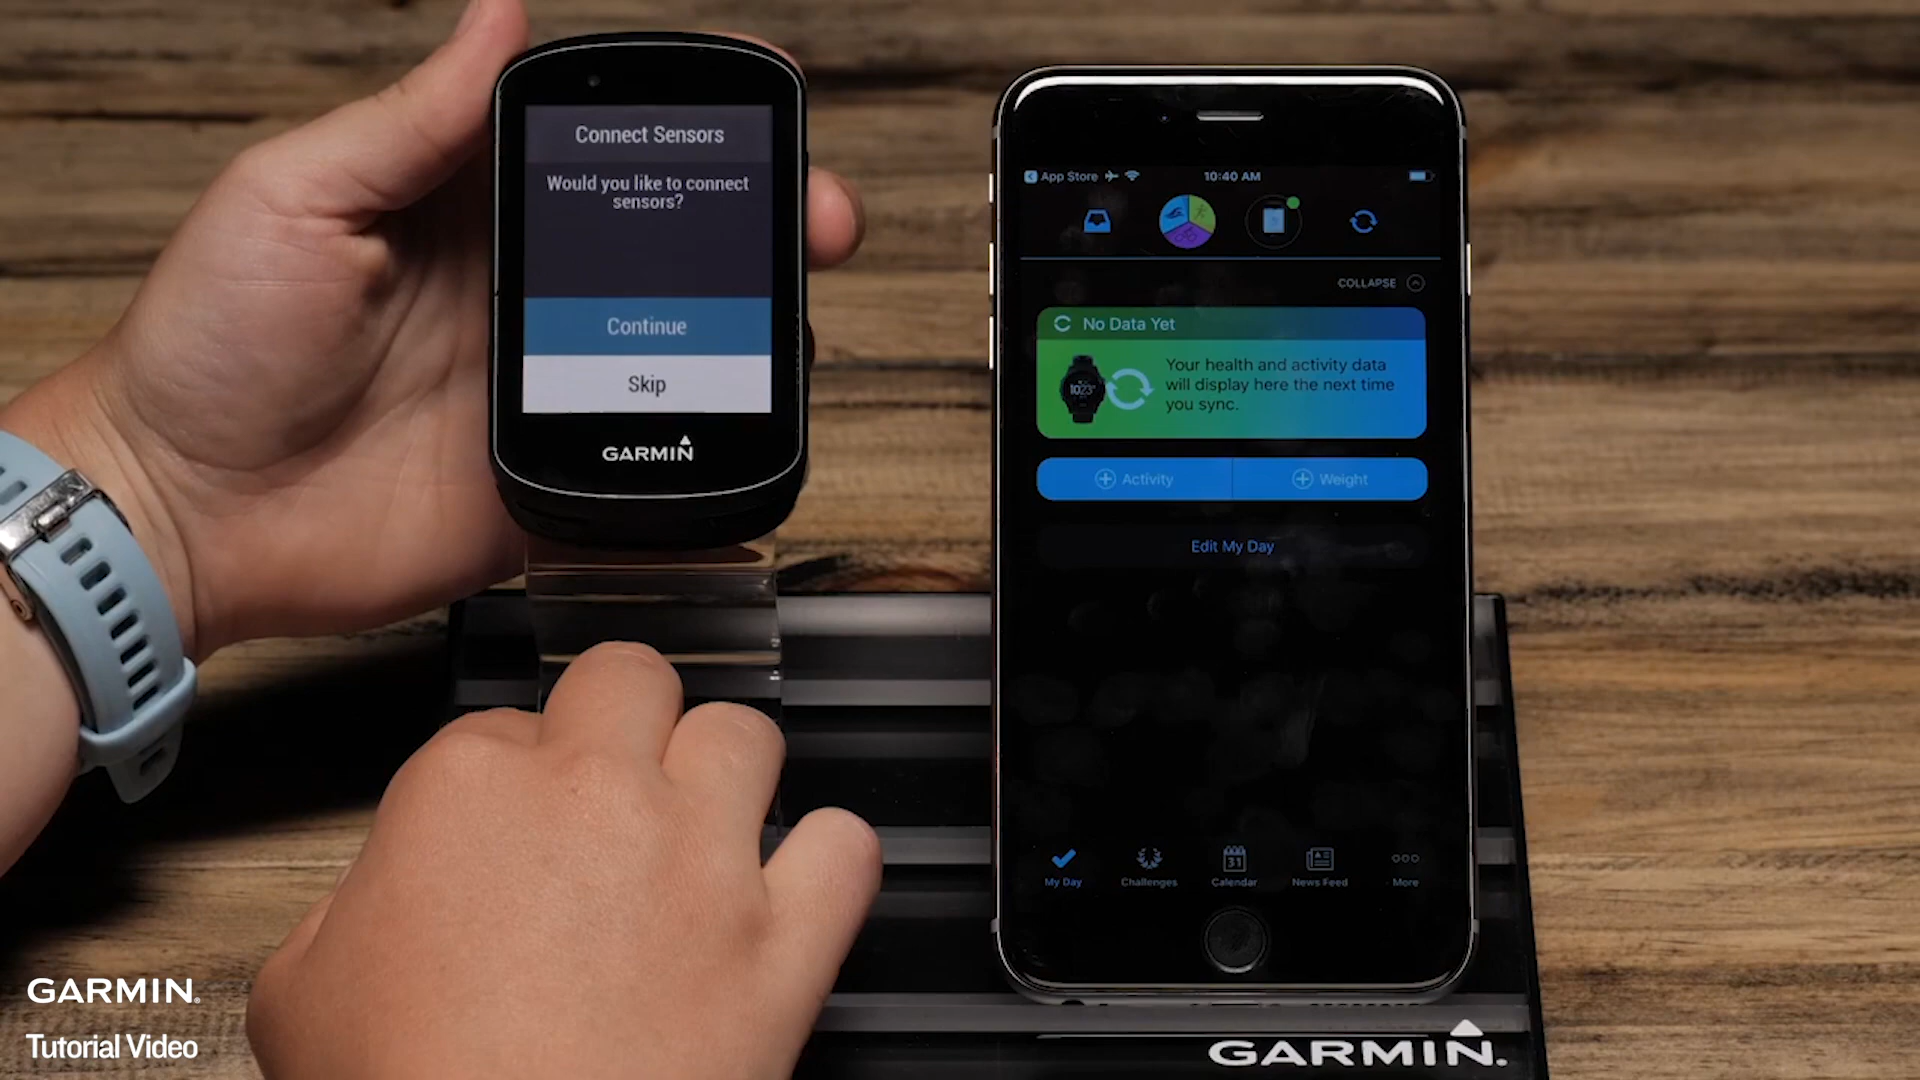 Connect Sensors
Would you like to connect
sensors?
Continue
Skip
GARMIN
App Store
10:40 AM
COLLAPSE
No Data Yet
Your health and activity data
will display here the next time
you sync.
Activity
Weight
Edit My Day
31
My Day
Challenges
Calendar
News Feed
More
GARMIN.
GARMIN.
Tutorial Video